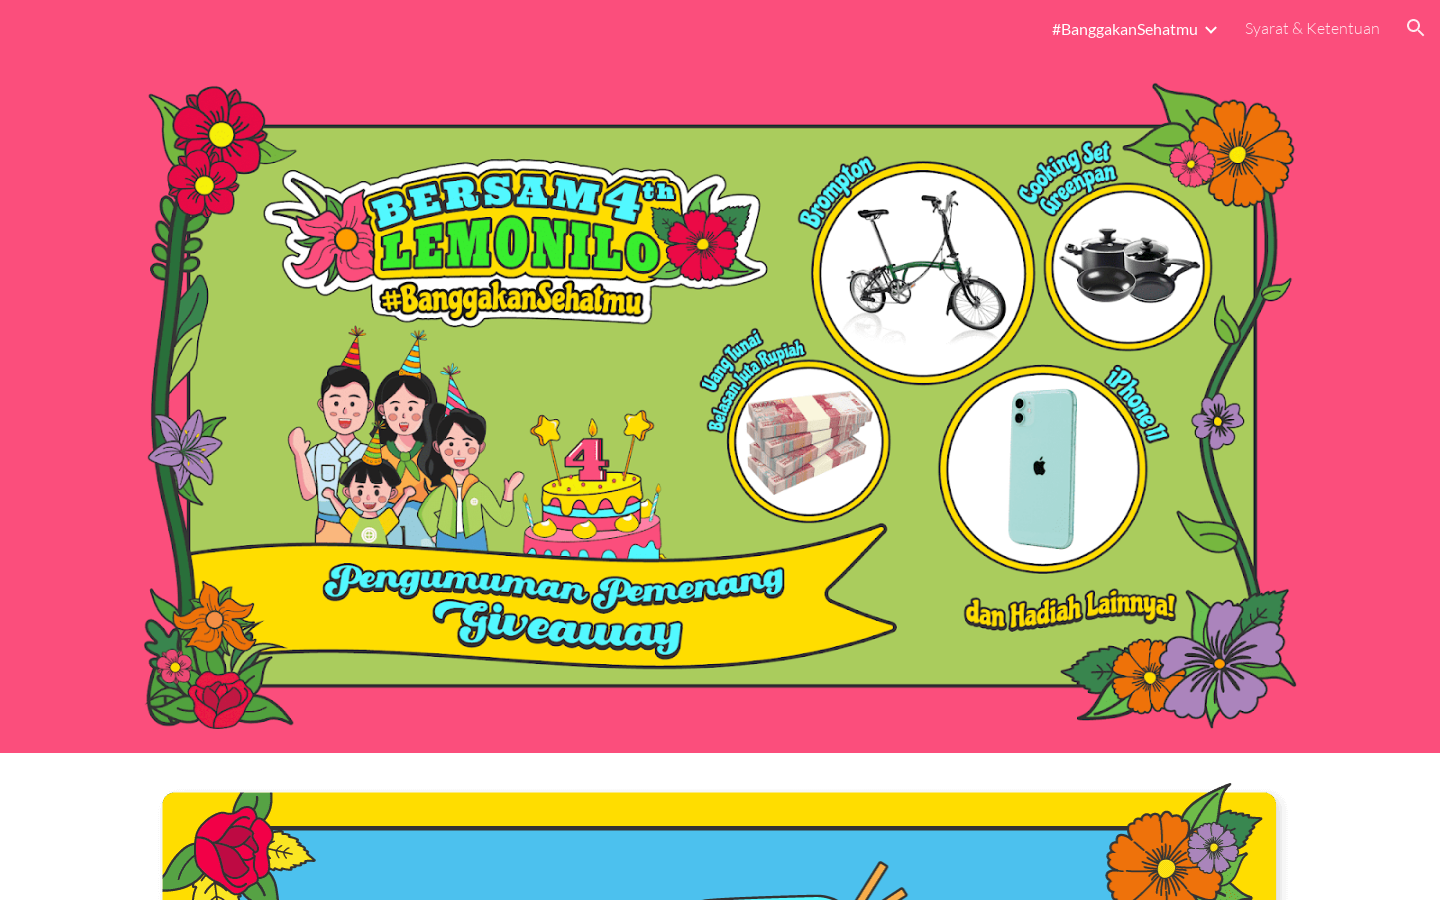 #BanggakanSehatmu
Syarat & Ketentuan
BERSAM4th
LEMONILO
#BanggakanSehatmu
Brompton
Cooking Set
Greenpan
Uang Tunai
Belasan Juta Rupiah
iPhone 11
4
Pengumuman Pemenang
Giveaway
dan Hadiah Lainnya!